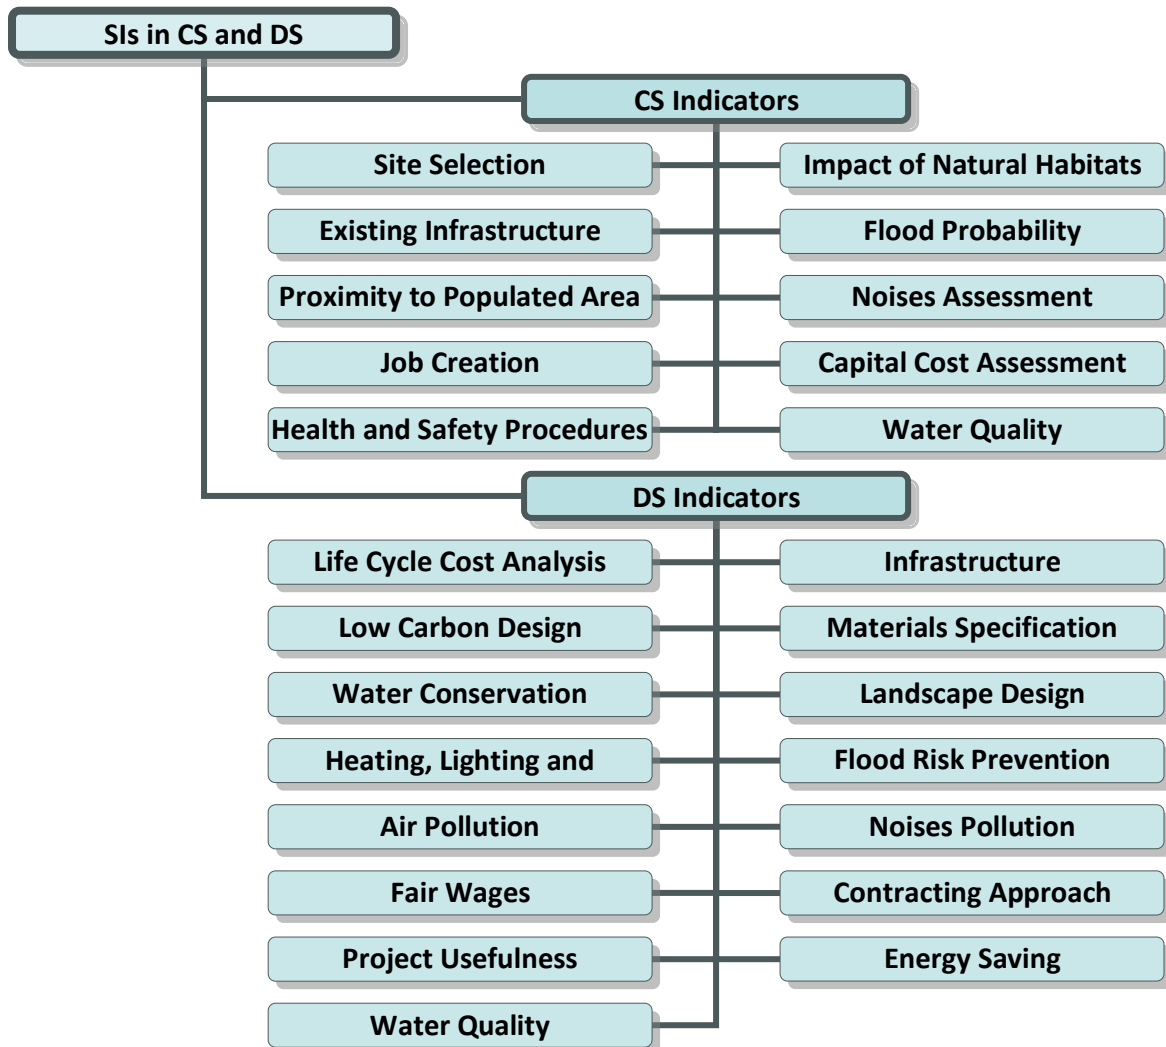 SIs in CS and DS
CS Indicators
Site Selection
Impact of Natural Habitats
Existing Infrastructure
Flood Probability
Proximity to Populated Area
Noises Assessment
Job Creation
Capital Cost Assessment
Health and Safety Procedures
Water Quality
DS Indicators
Life Cycle Cost Analysis
Infrastructure
Low Carbon Design
Materials Specification
Water Conservation
Landscape Design
Heating, Lighting and
Flood Risk Prevention
Air Pollution
Noises Pollution
Fair Wages
Contracting Approach
Project Usefulness
Energy Saving
Water Quality